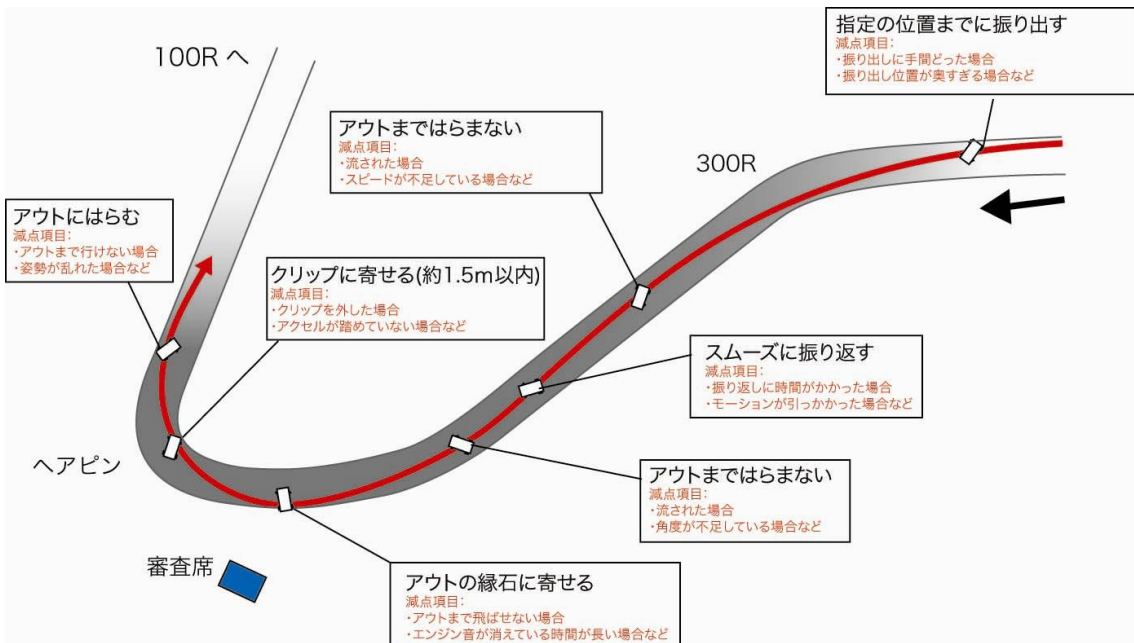 指定の位置までに振り出す
減点項目:
・振り出しに手間どった場合
・振り出し位置が奥すぎる場合など
100R へ
アウトまではらまない
減点項目:
・流された場合
・スピードが不足している場合など
300R
アウトにはらむ
減点項目:
・アウトまで行けない場合
・姿勢が乱れた場合など
クリップに寄せる(約1.5m以内)
減点項目:
・クリップを外した場合
・アクセルが踏めていない場合など
スムーズに振り返す
減点項目:
・振り返しに時間がかかった場合
・モーションが引っかかった場合など
ヘアピン
アウトまではらまない
減点項目:
・流された場合
・角度が不足している場合など
審査席
アウトの縁石に寄せる
減点項目:
・アウトまで飛ばせない場合
・エンジン音が消えている時間が長い場合など